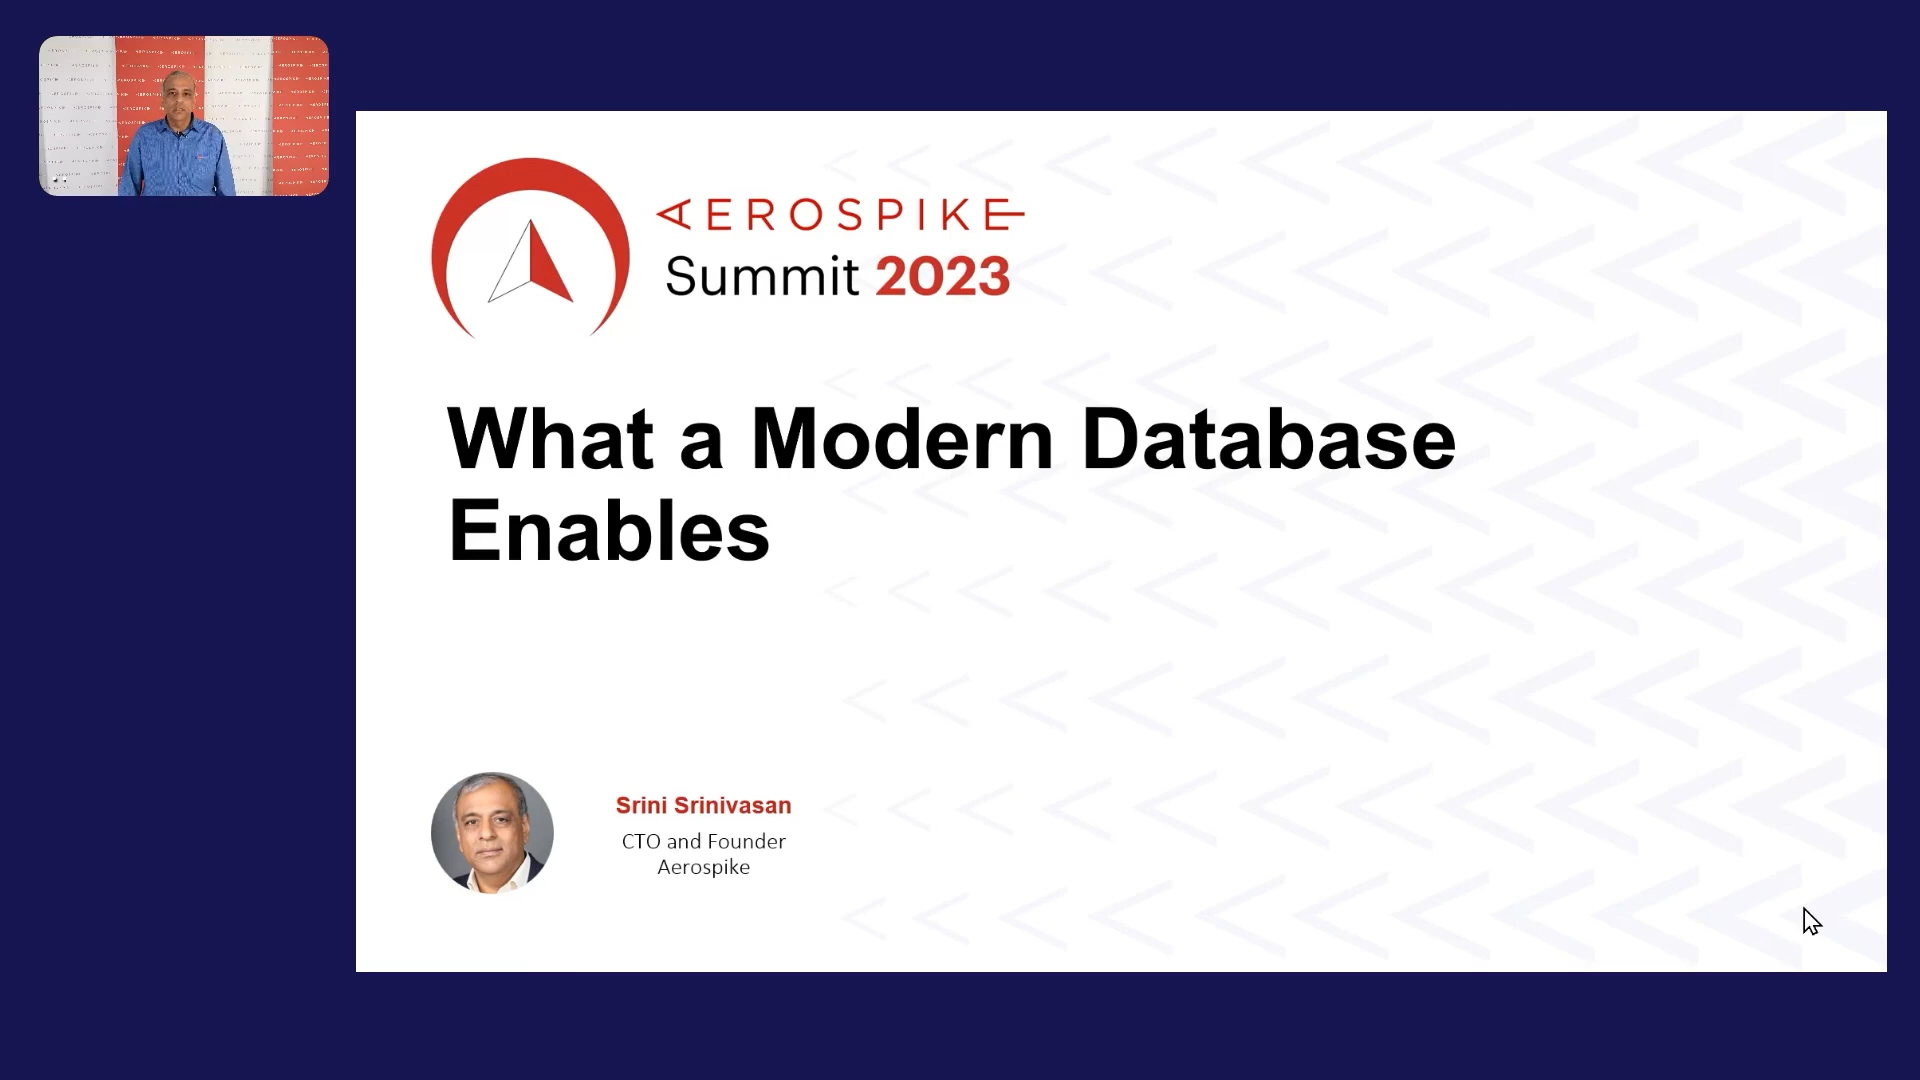 AEROSPIKE
Summit 2023
What a Modern Database
Enables
Srini Srinivasan
CTO and Founder
Aerospike